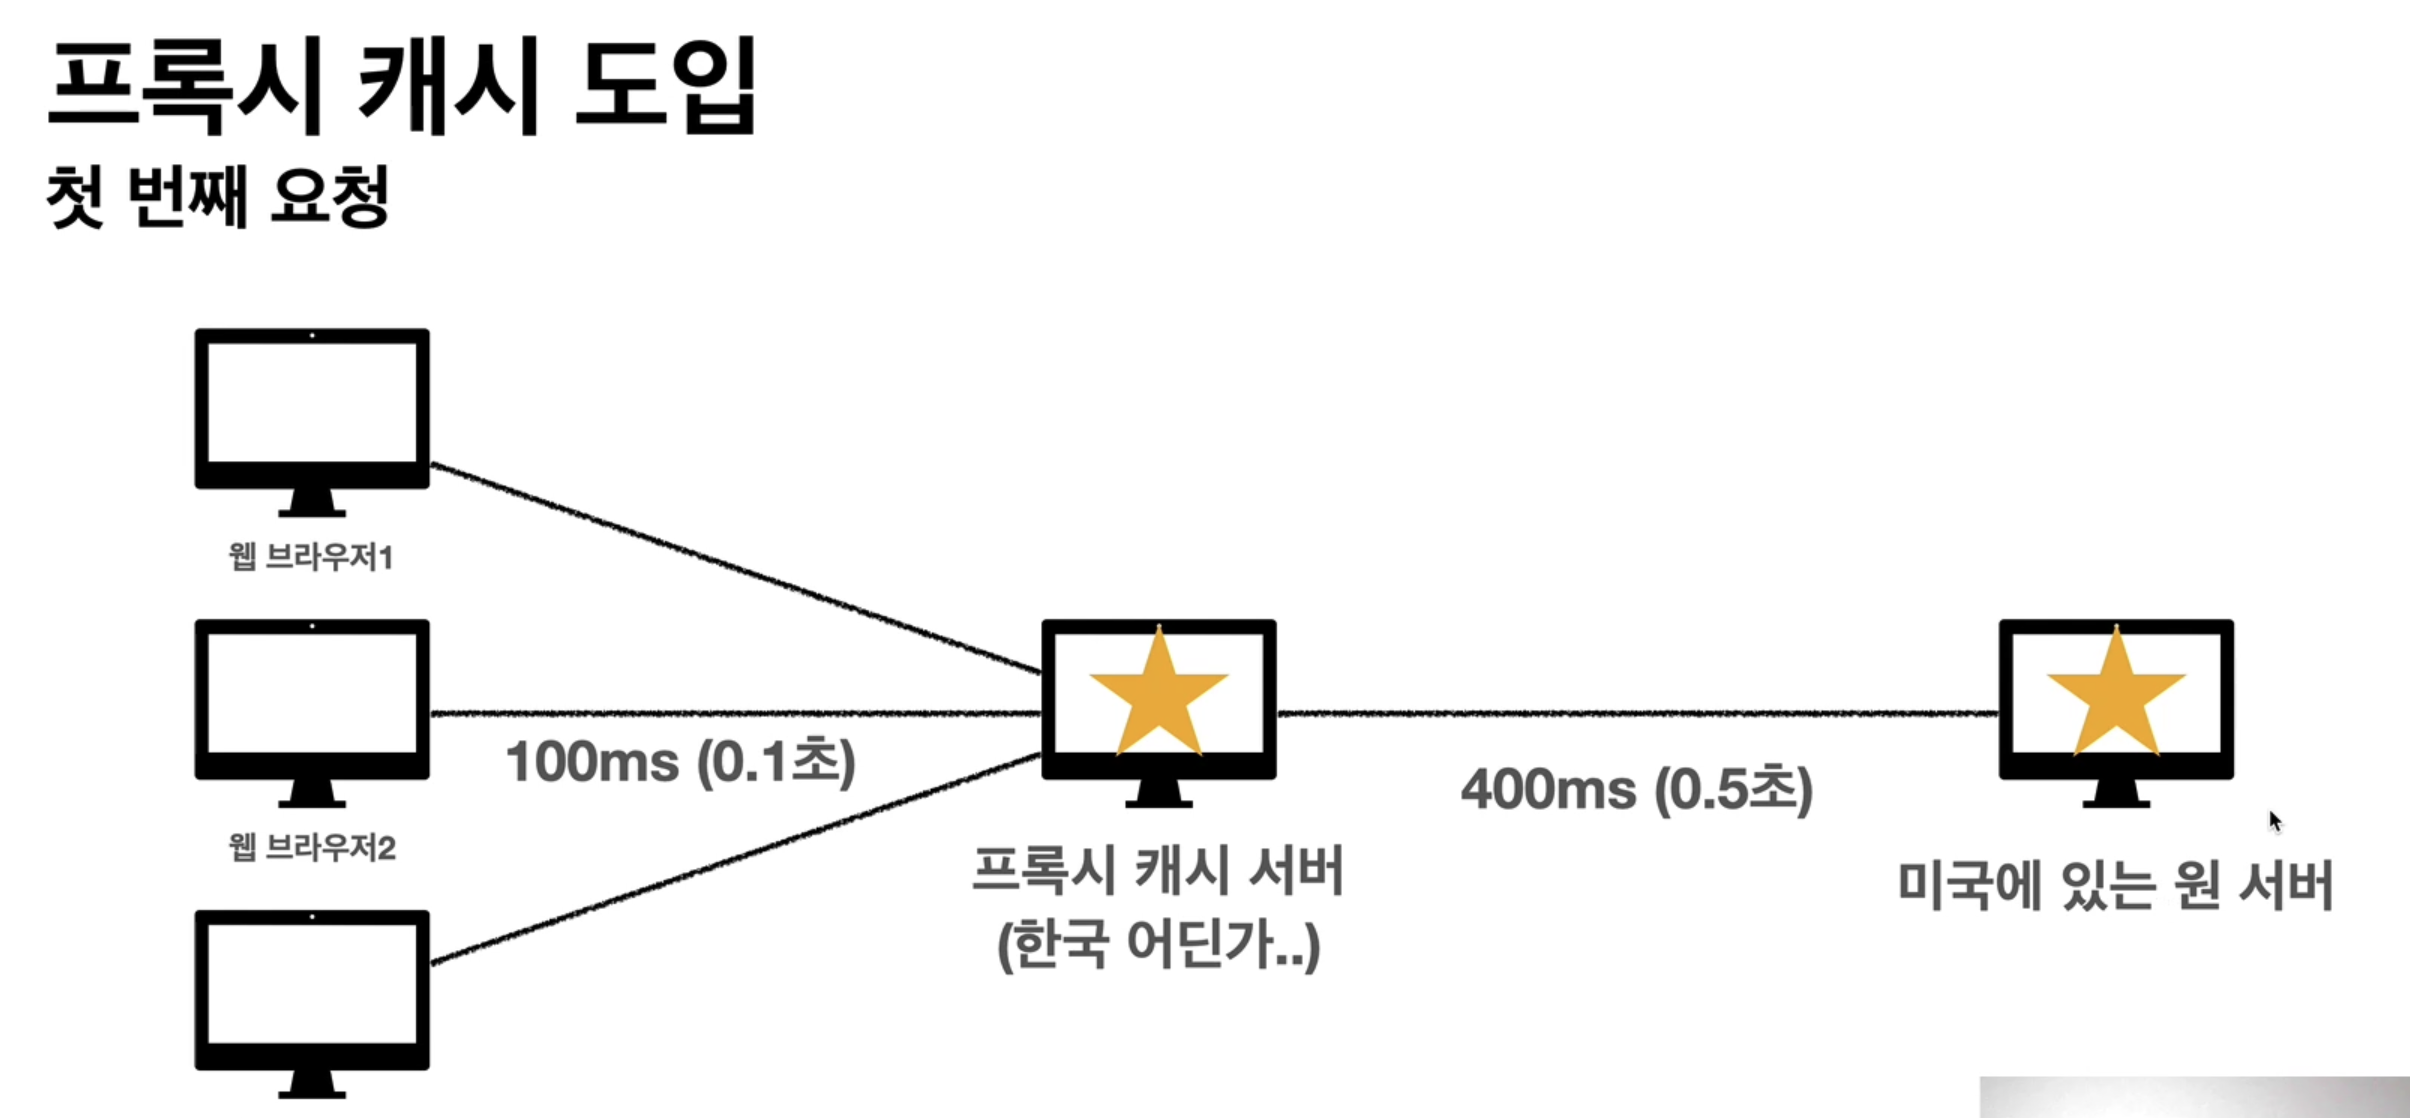 프록시 캐시 도입
첫 번째 요청
웹 브라우저1
100ms (0.1초)
400ms (0.5초)
웹 브라우저2
프록시 캐시 서버
(한국 어딘가..)
미국에 있는 원 서버